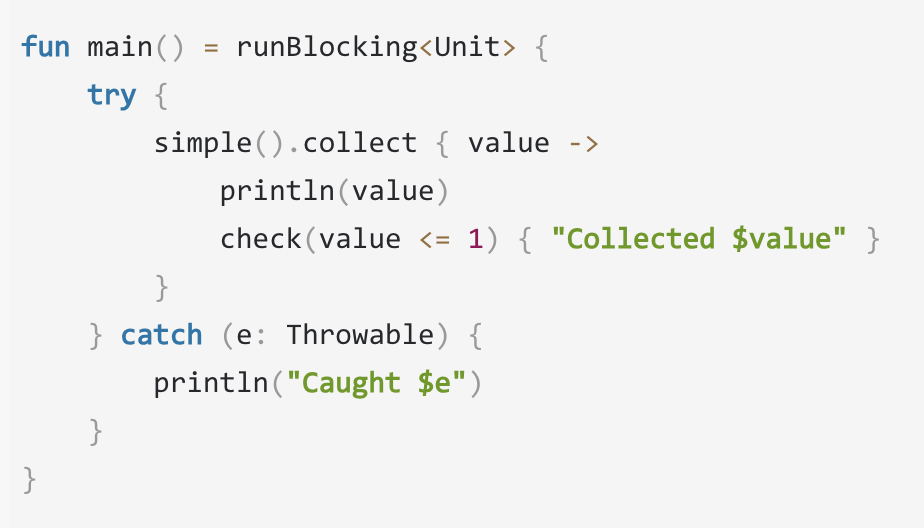 fun main() = runBlocking<Unit> {
    try {
        simple().collect { value ->
            println(value)
            check(value <= 1) { "Collected $value" }
        }
    } catch (e: Throwable) {
        println("Caught $e")
    }
}